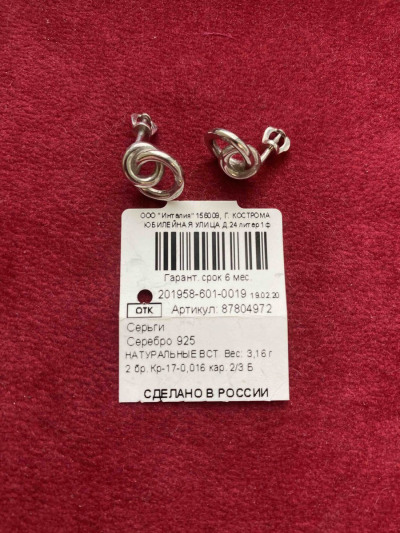 ООО "Инталия" 156009, Г. КОСТРОМА
ЮБИЛЕЙНАЯ УЛИЦА Д.24 литер1ф
Гарант. срок 6 мес.
201958-601-0019 19.02.20
ОТК Артикул: 87804972
Серьги
Серебро 925
НАТУРАЛЬНЫЕ ВСТ. Вес: 3,16 г
2 бр. Кр-17-0,016 кар. 2/3 Б
СДЕЛАНО В РОССИИ